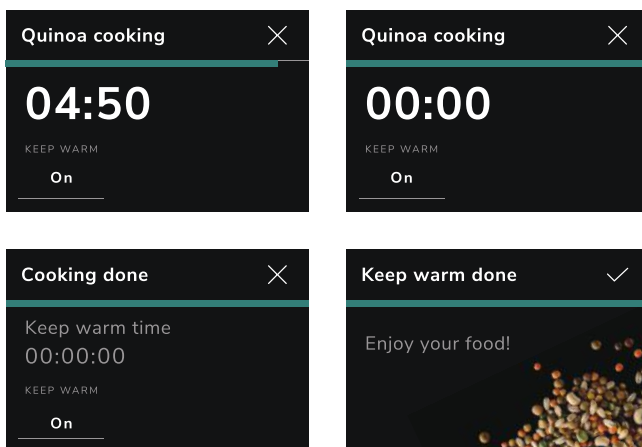 Quinoa cooking
04:50
KEEP WARM
On
Quinoa cooking
00:00
KEEP WARM
On
Cooking done
Keep warm time
00:00:00
KEEP WARM
On
Keep warm done
Enjoy your food!